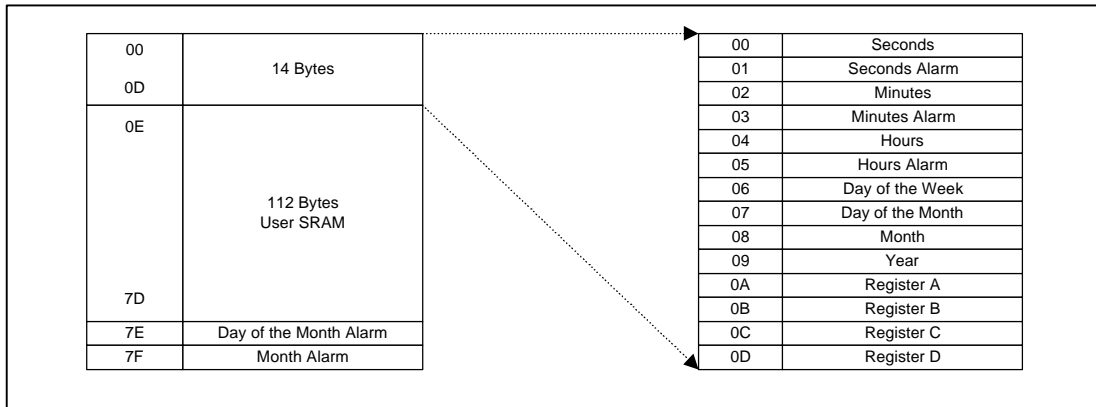 00
14 Bytes
0D
0E
112 Bytes
User SRAM
7D
7E Day of the Month Alarm
7F Month Alarm
00 Seconds
01 Seconds Alarm
02 Minutes
03 Minutes Alarm
04 Hours
05 Hours Alarm
06 Day of the Week
07 Day of the Month
08 Month
09 Year
0A Register A
0B Register B
0C Register C
0D Register D